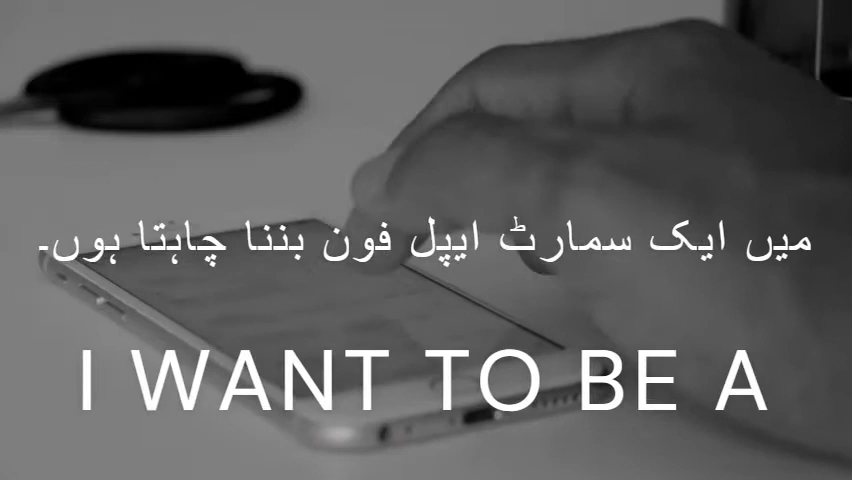 میں ایک سمارٹ ایپل فون بننا چاہتا ہوں۔
I WANT TO BE A